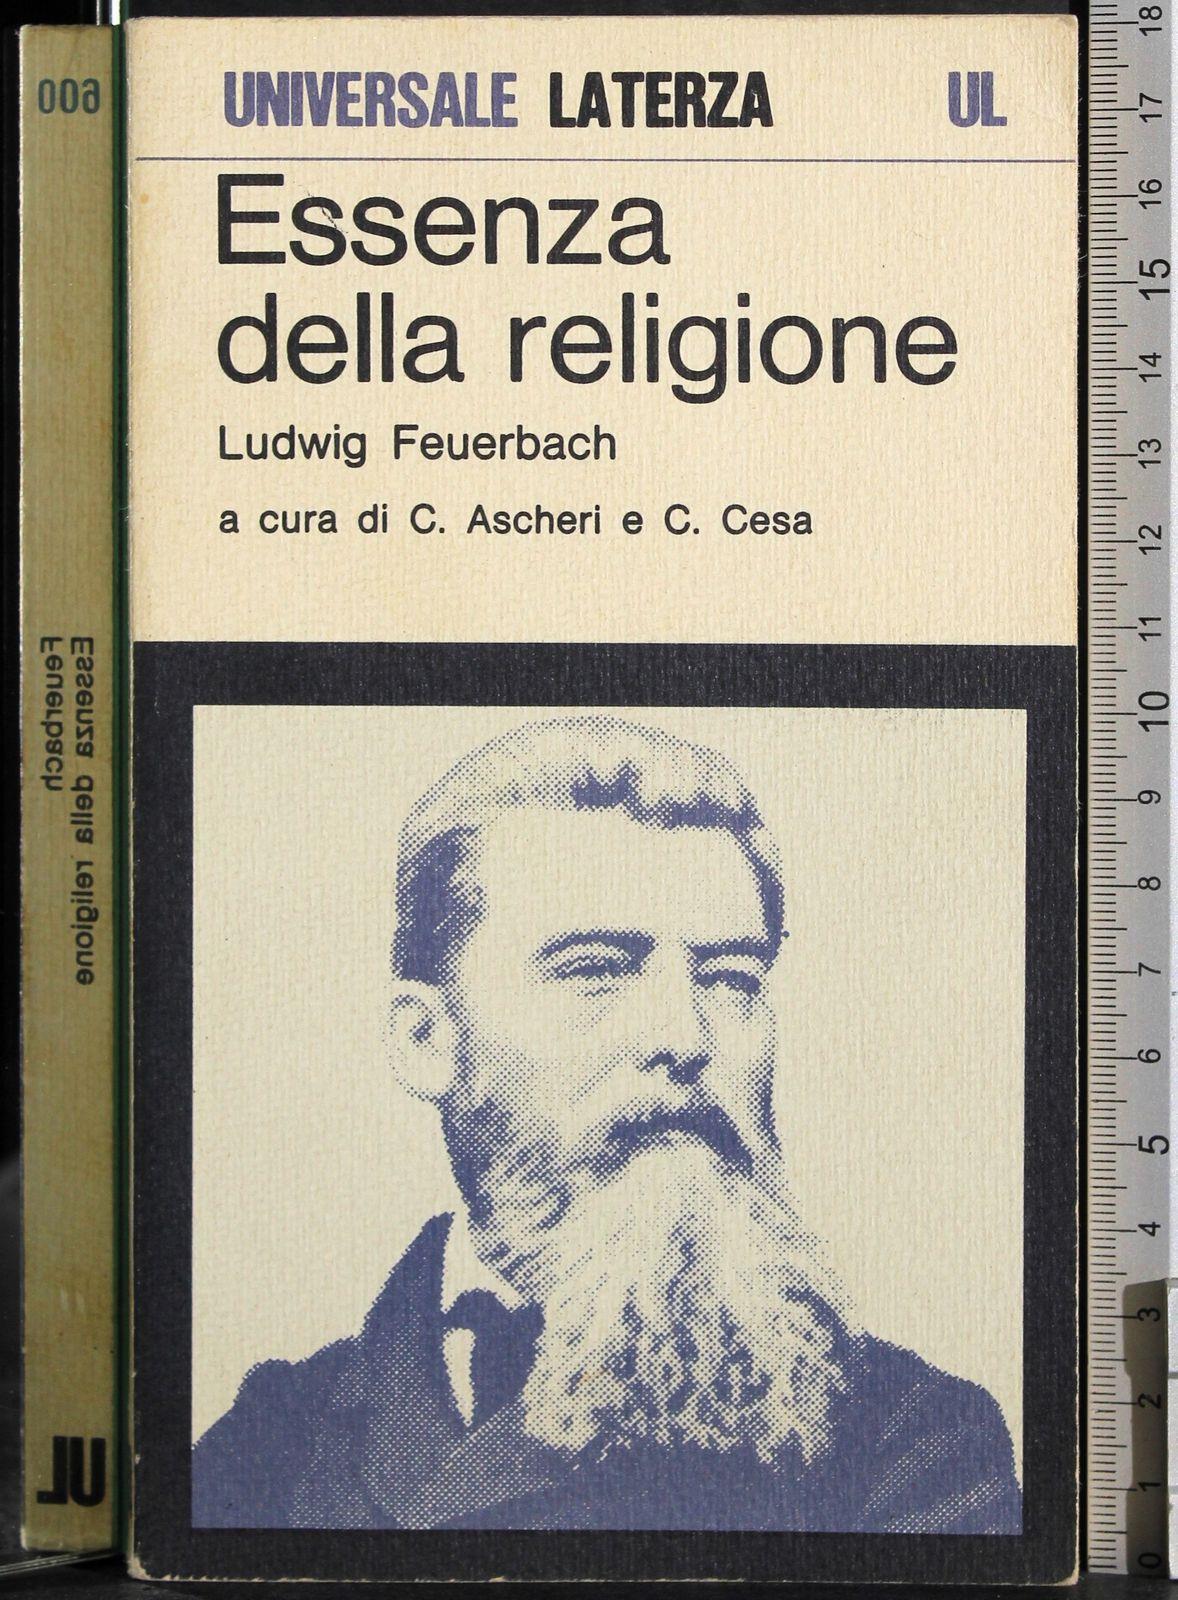 UNIVERSALE LATERZA UL
Essenza
della religione
Ludwig Feuerbach
a cura di C. Ascheri e C. Cesa
Essenza della religione
Feuerbach
UL
18
17
16
15
14
13
12
11
10
9
8
7
6
5
4
3
2
1
0